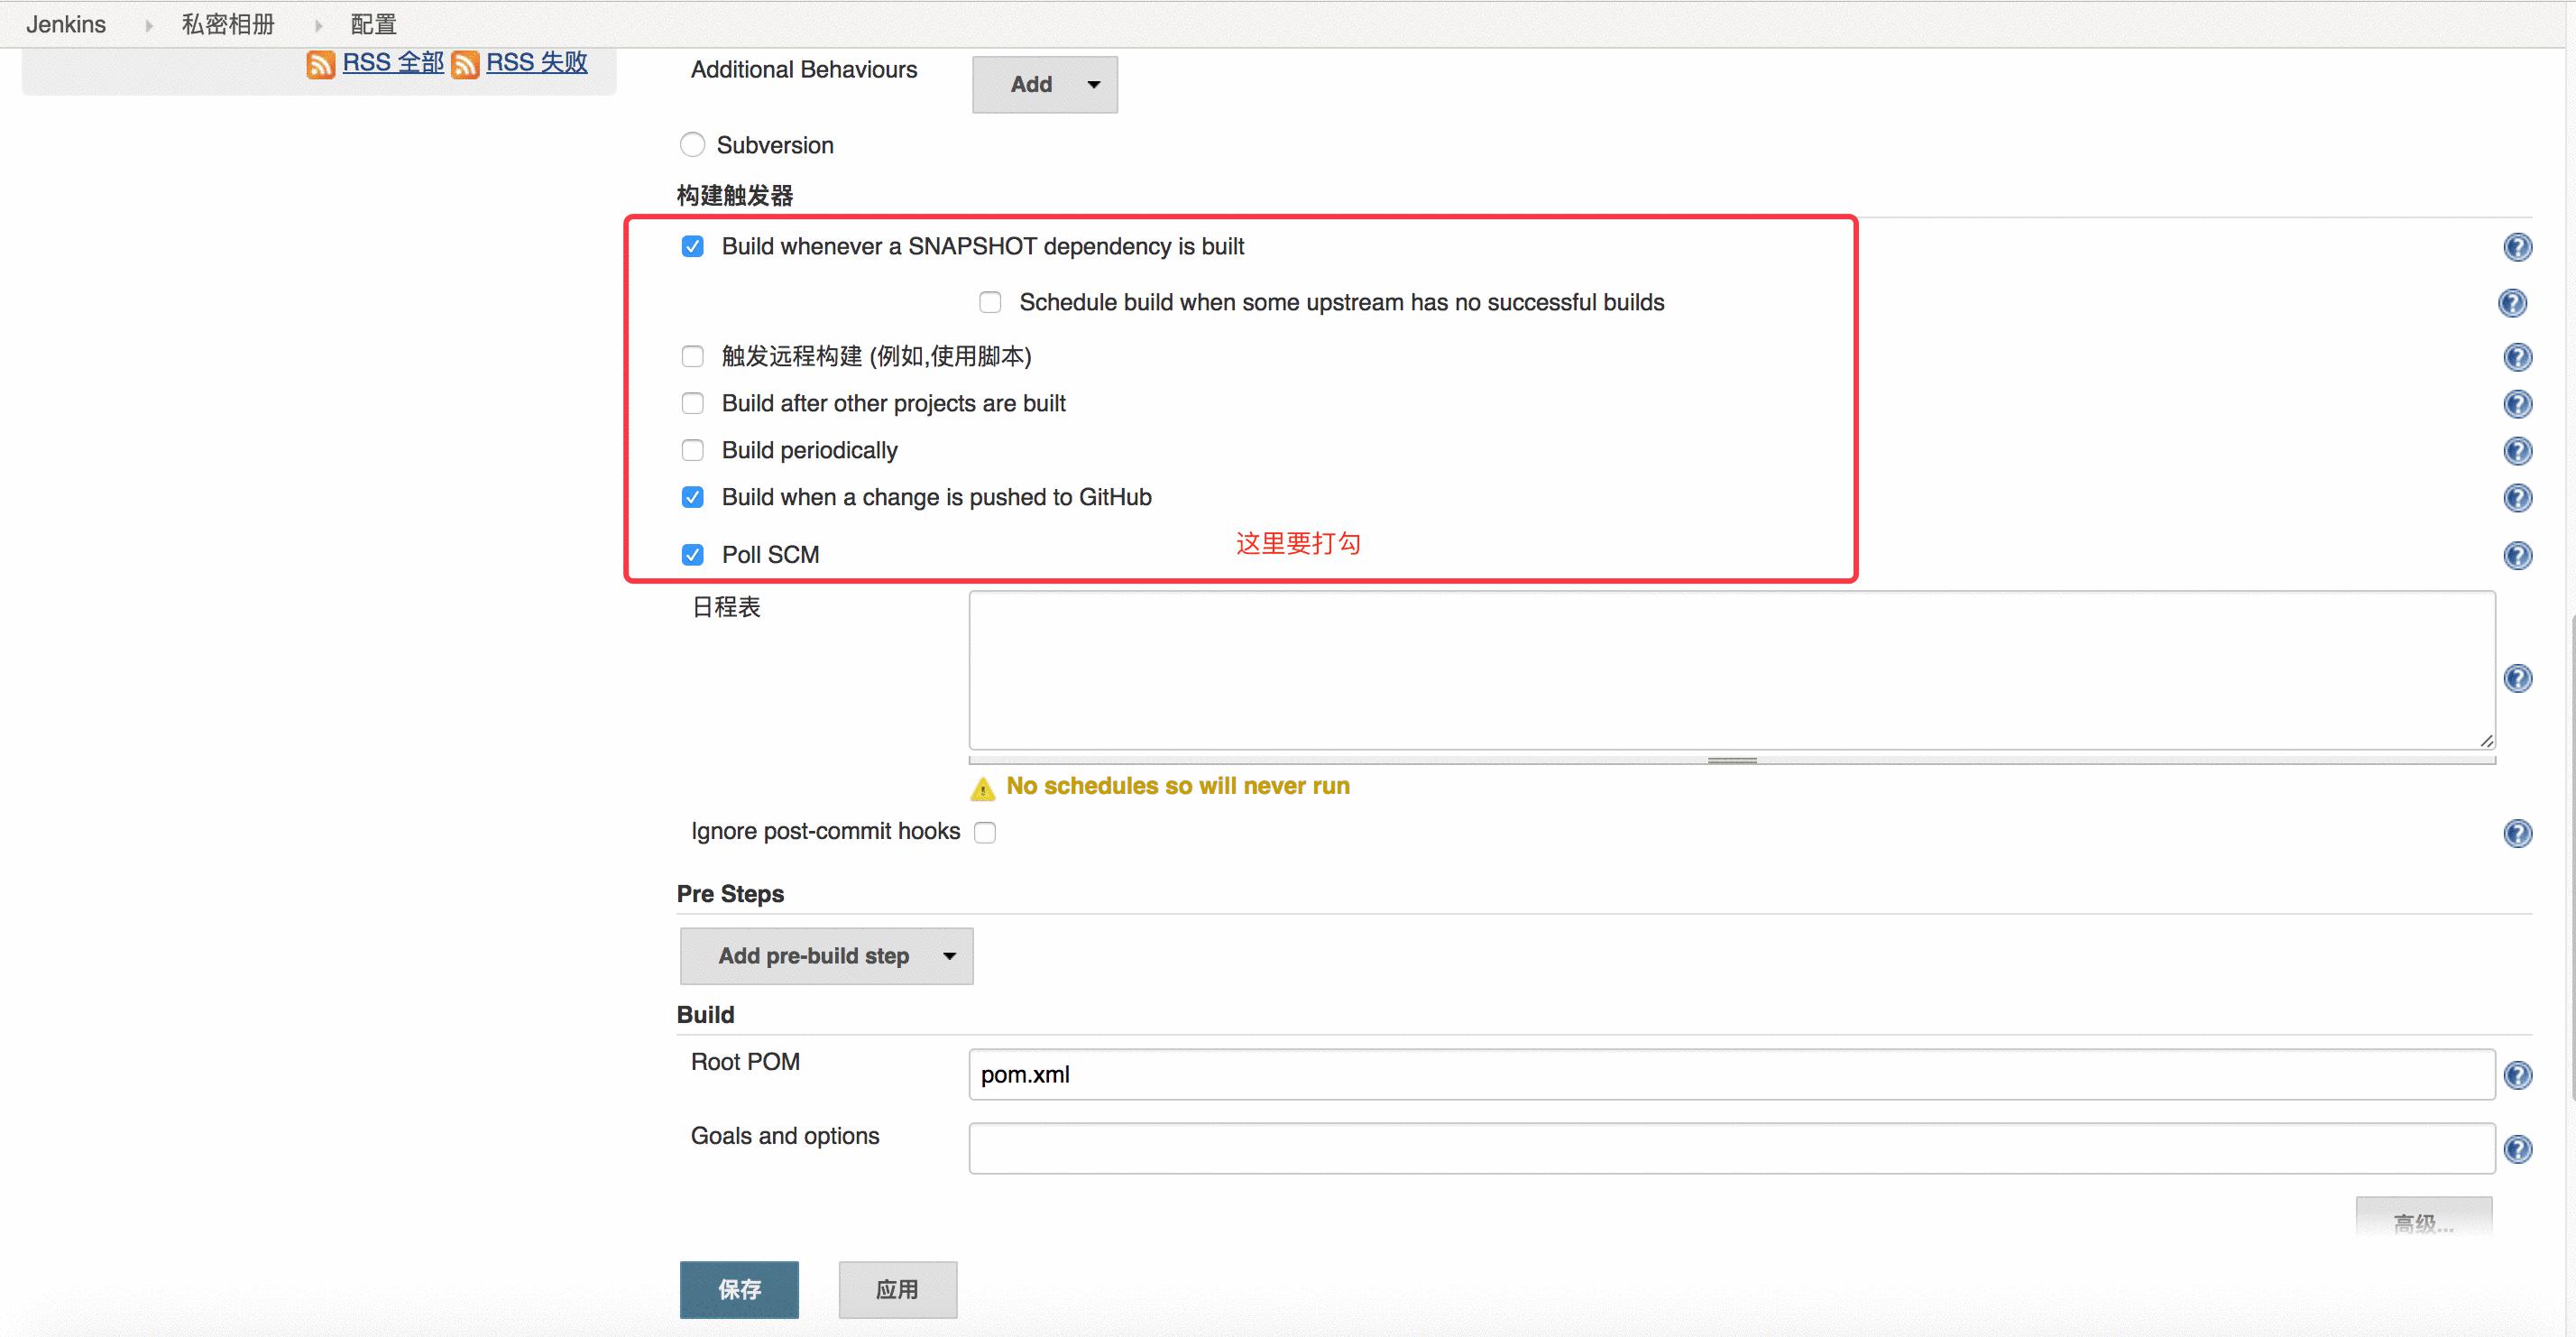 Jenkins 私密相册 配置
RSS 全部 RSS 失败
Additional Behaviours
Add
Subversion
构建触发器
Build whenever a SNAPSHOT dependency is built
Schedule build when some upstream has no successful builds
触发远程构建 (例如,使用脚本)
Build after other projects are built
Build periodically
Build when a change is pushed to GitHub
这里要打勾
Poll SCM
日程表
No schedules so will never run
Ignore post-commit hooks
Pre Steps
Add pre-build step
Build
Root POM
pom.xml
Goals and options
高级...
保存 应用